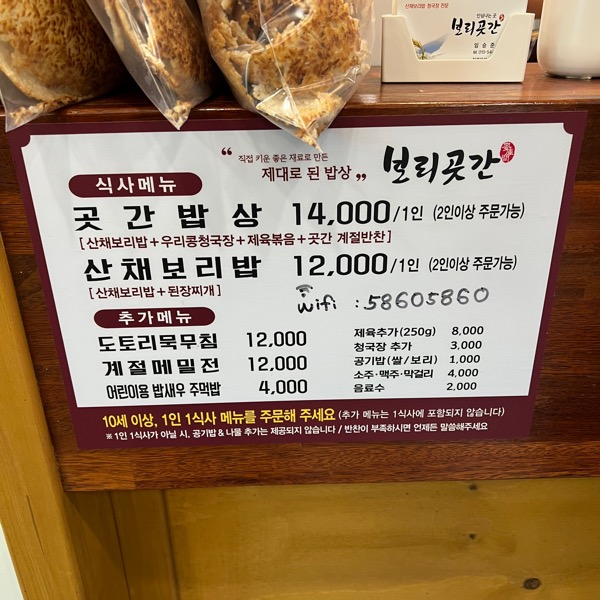 산채보리밥 청국장 전문
보리곳간
“ 직접 키운 좋은 재료로 만든
제대로 된 밥상 ”
보리곳간
식사메뉴
곳간밥상 14,000/1인 (2인이상 주문가능)
[산채보리밥+우리콩청국장+제육볶음+곳간 계절반찬]
산채보리밥 12,000/1인 (2인이상 주문가능)
[산채보리밥+된장찌개]
wifi : 58605860
추가메뉴
도토리묵무침 12,000
계절메밀전 12,000
어린이용 밥새우 주먹밥 4,000
제육추가(250g) 8,000
청국장 추가 3,000
공기밥(쌀/보리) 1,000
소주·맥주·막걸리 4,000
음료수 2,000
10세 이상, 1인 1식사 메뉴를 주문해 주세요 (추가 메뉴는 1식사에 포함되지 않습니다)
※ 1인 1식사가 아닐 시, 공기밥 & 나물 추가는 제공되지 않습니다 / 반찬이 부족하시면 언제든 말씀해주세요